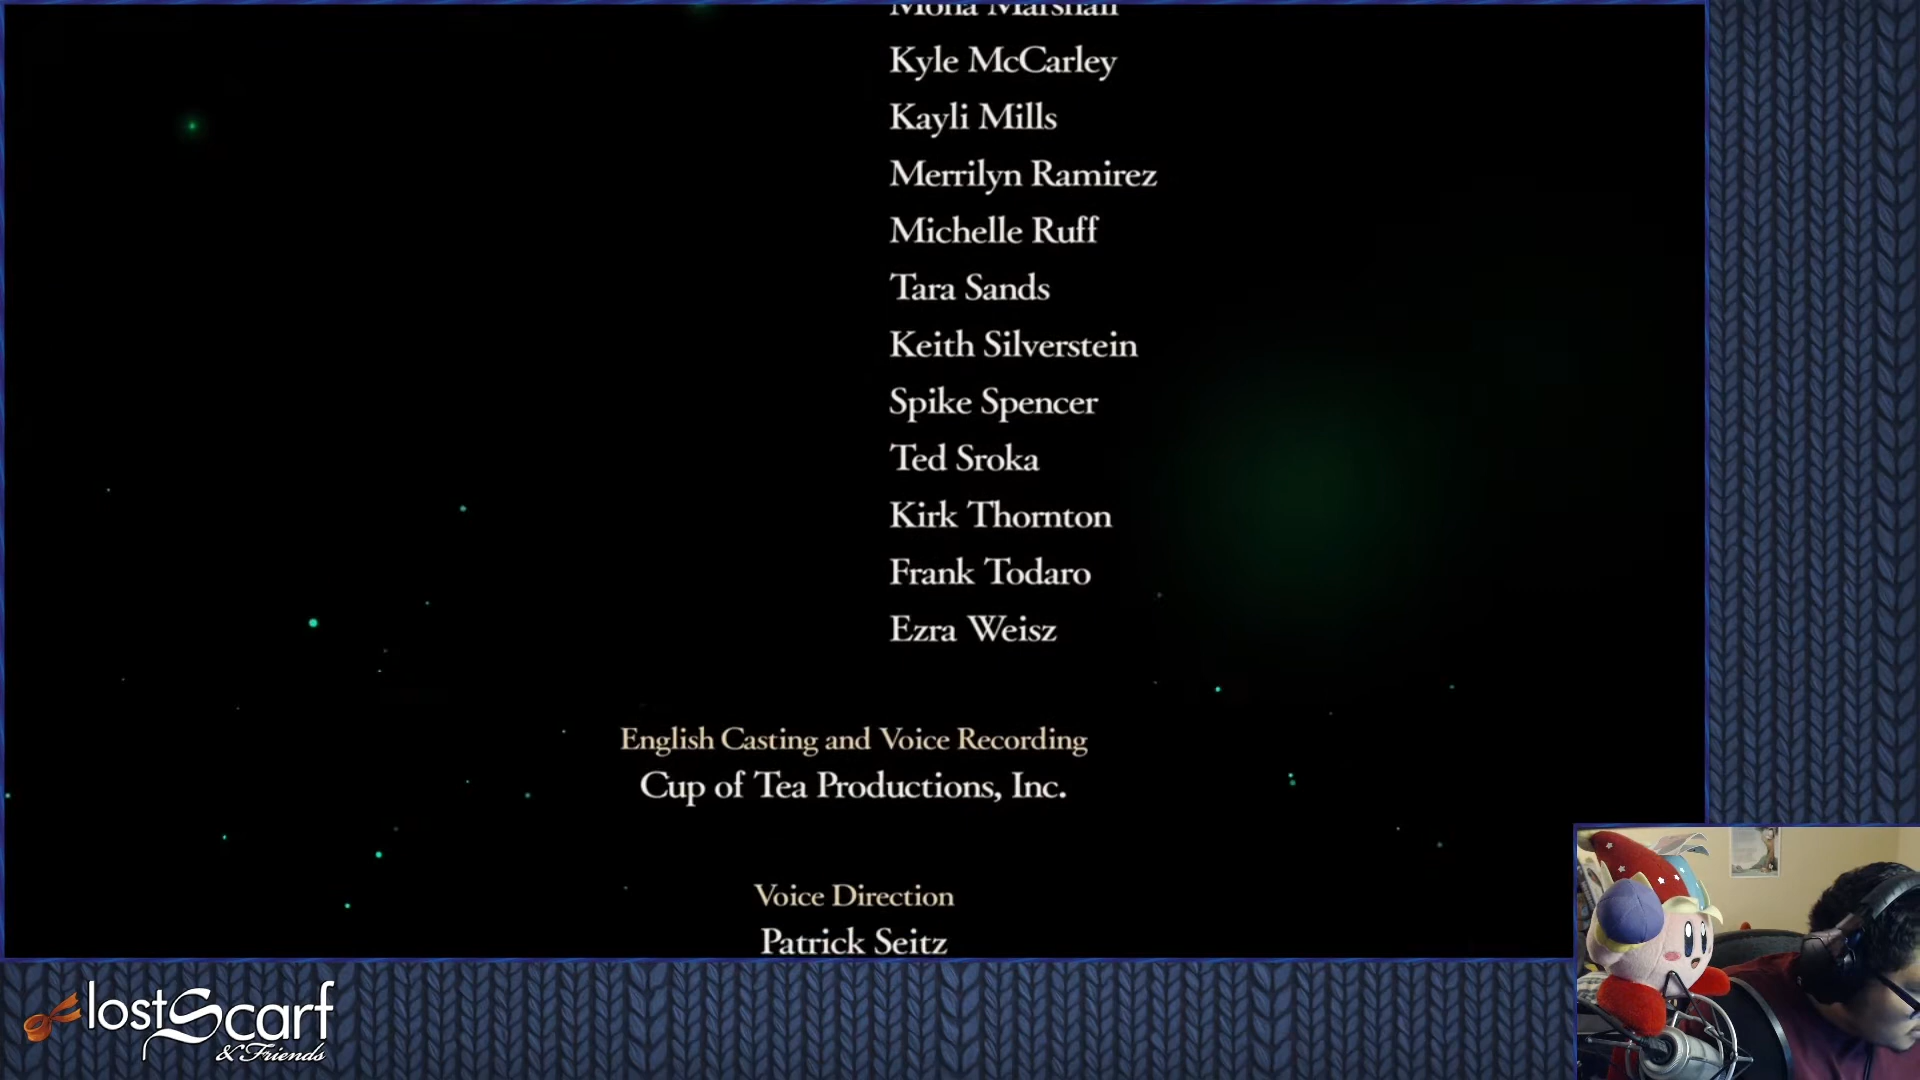 Mona Marshall
Kyle McCarley
Kayli Mills
Merrilyn Ramirez
Michelle Ruff
Tara Sands
Keith Silverstein
Spike Spencer
Ted Sroka
Kirk Thornton
Frank Todaro
Ezra Weisz
English Casting and Voice Recording
Cup of Tea Productions, Inc.
Voice Direction
Patrick Seitz
lostScarf
& Friends